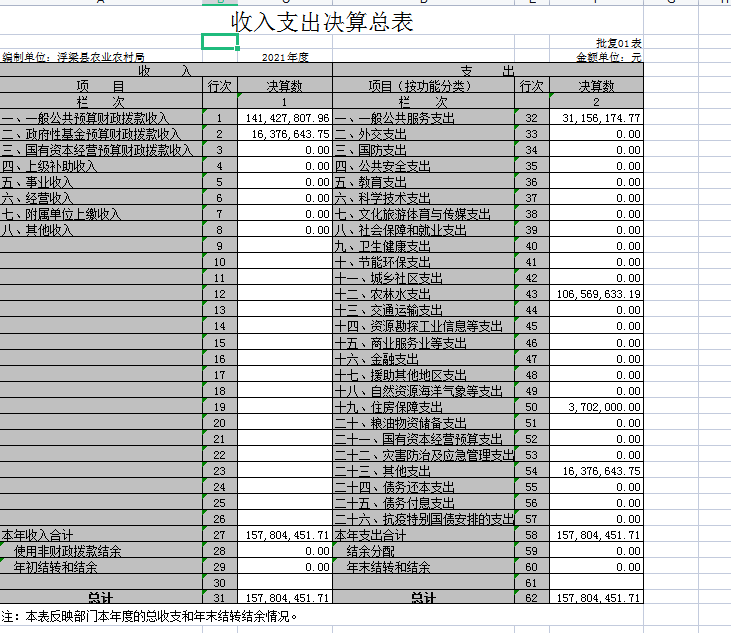 收入支出决算总表
批复01表
编制单位：浮梁县农业农村局 2021年度 金额单位：元
收 入 支 出
项 目 行次 决算数 项目（按功能分类） 行次 决算数
栏 次 1 栏 次 2
一、一般公共预算财政拨款收入 1 141,427,807.96 一、一般公共服务支出 32 31,156,174.77
二、政府性基金预算财政拨款收入 2 16,376,643.75 二、外交支出 33 0.00
三、国有资本经营预算财政拨款收入 3 0.00 三、国防支出 34 0.00
四、上级补助收入 4 0.00 四、公共安全支出 35 0.00
五、事业收入 5 0.00 五、教育支出 36 0.00
六、经营收入 6 0.00 六、科学技术支出 37 0.00
七、附属单位上缴收入 7 0.00 七、文化旅游体育与传媒支出 38 0.00
八、其他收入 8 0.00 八、社会保障和就业支出 39 0.00
9 九、卫生健康支出 40 0.00
10 十、节能环保支出 41 0.00
11 十一、城乡社区支出 42 0.00
12 十二、农林水支出 43 106,569,633.19
13 十三、交通运输支出 44 0.00
14 十四、资源勘探工业信息等支出 45 0.00
15 十五、商业服务业等支出 46 0.00
16 十六、金融支出 47 0.00
17 十七、援助其他地区支出 48 0.00
18 十八、自然资源海洋气象等支出 49 0.00
19 十九、住房保障支出 50 3,702,000.00
20 二十、粮油物资储备支出 51 0.00
21 二十一、国有资本经营预算支出 52 0.00
22 二十二、灾害防治及应急管理支出 53 0.00
23 二十三、其他支出 54 16,376,643.75
24 二十四、债务还本支出 55 0.00
25 二十五、债务付息支出 56 0.00
26 二十六、抗疫特别国债安排的支出 57 0.00
本年收入合计 27 157,804,451.71 本年支出合计 58 157,804,451.71
使用非财政拨款结余 28 0.00 结余分配 59 0.00
年初结转和结余 29 0.00 年末结转和结余 60 0.00
30 61
总计 31 157,804,451.71 总计 62 157,804,451.71
注：本表反映部门本年度的总收支和年末结转结余情况。